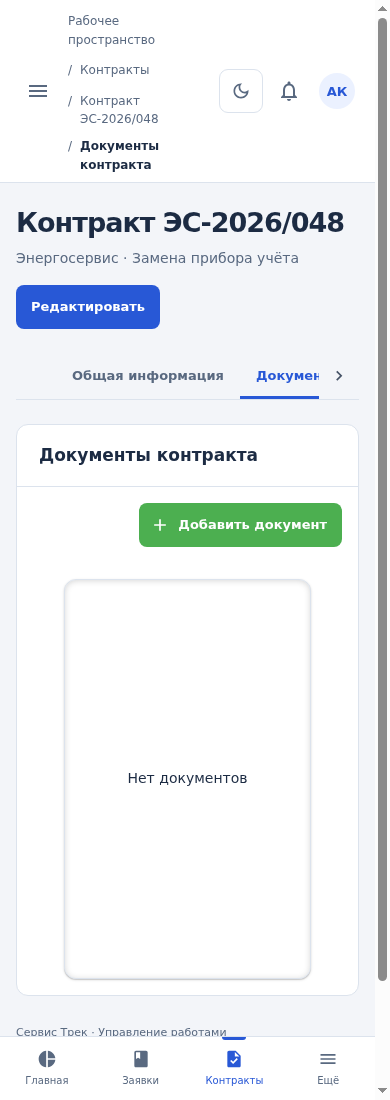 Рабочее
пространство
/ Контракты
/ Контракт
ЭС-2026/048
/ Документы
контракта
АК
Контракт ЭС-2026/048
Энергосервис · Замена прибора учёта
Редактировать
Общая информация
Докумен
Документы контракта
+ Добавить документ
Нет документов
Сервис Трек · Управление работами
Главная
Заявки
Контракты
Ещё